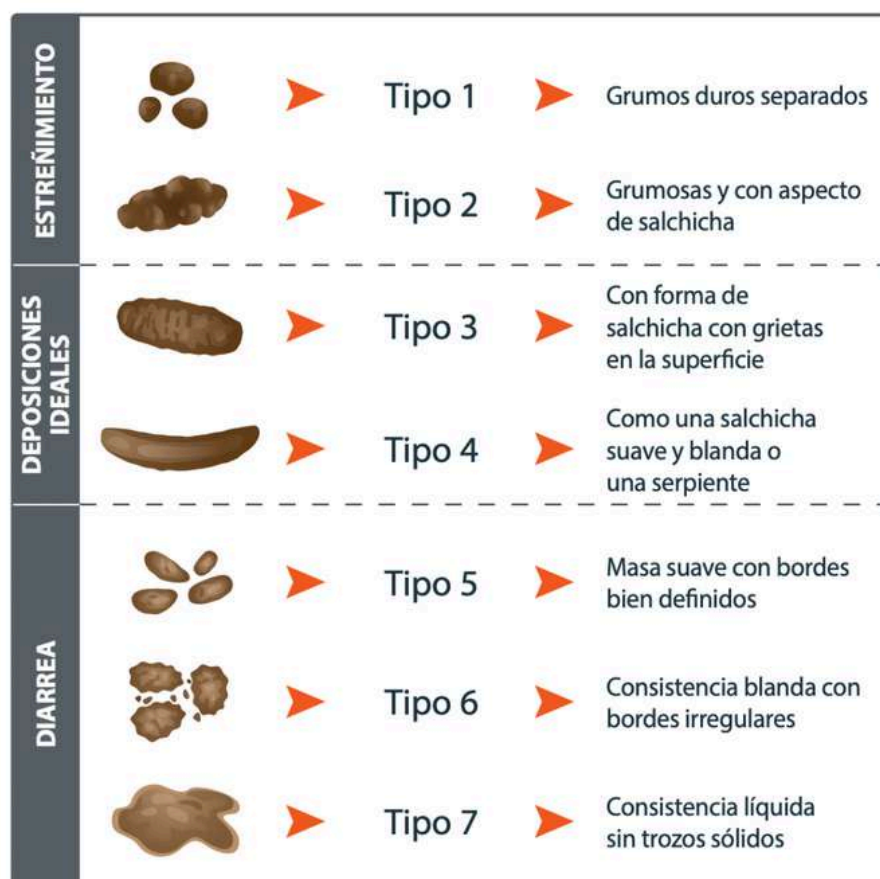 ESTREÑIMIENTO
Tipo 1
Grumos duros separados
Tipo 2
Grumosas y con aspecto
de salchicha
DEPOSICIONES
IDEALES
Tipo 3
Con forma de
salchicha con grietas
en la superficie
Tipo 4
Como una salchicha
suave y blanda o
una serpiente
DIARREA
Tipo 5
Masa suave con bordes
bien definidos
Tipo 6
Consistencia blanda con
bordes irregulares
Tipo 7
Consistencia líquida
sin trozos sólidos